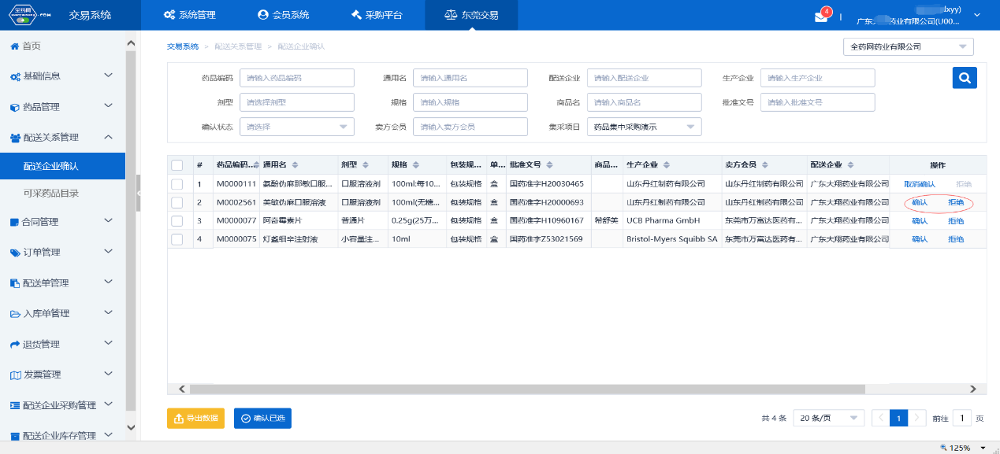 全药网
交易系统
系统管理
会员系统
采购平台
东莞交易
4
lxyy)
药业有限公司(U00...
首页
基础信息
药品管理
配送关系管理
配送企业确认
可采药品目录
合同管理
订单管理
配送单管理
入库单管理
退货管理
发票管理
配送企业采购管理
配送企业库存管理
交易系统 > 配送关系管理 > 配送企业确认
全药网药业有限公司
药品编码 请输入药品编码 通用名 请输入通用名 配送企业 请输入配送企业 生产企业 请输入生产企业
剂型 请选择剂型 规格 请输入规格 商品名 请输入商品名 批准文号 请输入批准文号
确认状态 请选择 卖方会员 请输入卖方会员 集采项目 药品集中采购演示
# 药品编码... 通用名 剂型 规格 包装规... 单... 批准文号 商品... 生产企业 卖方会员 配送企业 操作
1 M0000111 氨酚伪麻那敏口服... 口服溶液剂 100ml:每10... 包装规格 盒 国药准字H20030465 山东丹红制药有限公司 山东丹红制药有限公司 广东大翔药业有限公司 取消确认 拒绝
2 M0002561 美敏伪麻口服溶液 口服溶液剂 100ml(无糖... 包装规格 盒 国药准字H20000693 山东丹红制药有限公司 山东丹红制药有限公司 广东大翔药业有限公司 确认 拒绝
3 M0000077 阿奇霉素片 普通片 0.25g(25万... 包装规格 盒 国药准字H10960167 希舒美 UCB Pharma GmbH 东莞市万富达医药有... 广东大翔药业有限公司 确认 拒绝
4 M0000075 灯盏细辛注射液 小容量注... 10ml 包装规格 盒 国药准字Z53021569 Bristol-Myers Squibb SA 东莞市万富达医药有... 广东大翔药业有限公司 确认 拒绝
导出数据
确认已选
共 4 条 20 条/页 1 前往 1 页
125%